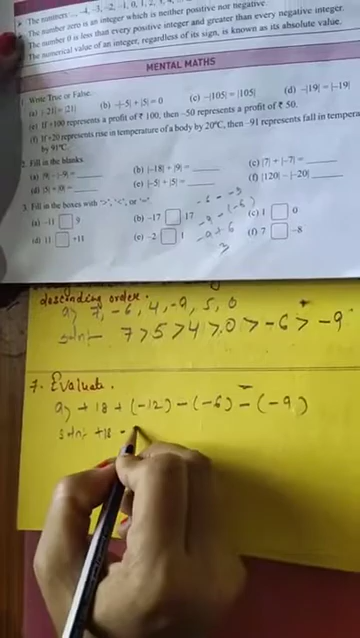 The numbers ..., -4, -3, -2, -1, 0, 1, 2, 3, 4, ...
The number zero is an integer which is neither positive nor negative.
The number 0 is less than every positive integer and greater than every negative integer.
The numerical value of an integer, regardless of its sign, is known as its absolute value.
MENTAL MATHS
1. Write True or False.
(a) |-21| = |21| (b) -|-5| + |5| = 0 (c) -|105| = |105| (d) -|19| = |-19|
(e) If +100 represents a profit of ₹ 100, then -50 represents a profit of ₹ 50.
(f) If +20 represents rise in temperature of a body by 20°C, then -91 represents fall in tempera
by 91°C.
2. Fill in the blanks.
(a) |9| - |-9| = (b) |-18| + |9| = (c) |7| + |-7| =
(d) |5| + |0| = (e) |-5| + |5| = (f) |120| - |-20|
3. Fill in the boxes with '>', '<', or '='.
(a) -11 9 (b) -17 17 (c) 1 0
(d) 11 +11 (e) -2 1 (f) 7 -8
-9 - (-6)
-9 + 6
3
descending order.
a) 7, -6, 4, -9, 5, 0
soln:- 7 > 5 > 4 > 0 > -6 > -9
7. Evaluate.
a) + 18 + (-12) - (-6) - (-9)
soln:- +18 -